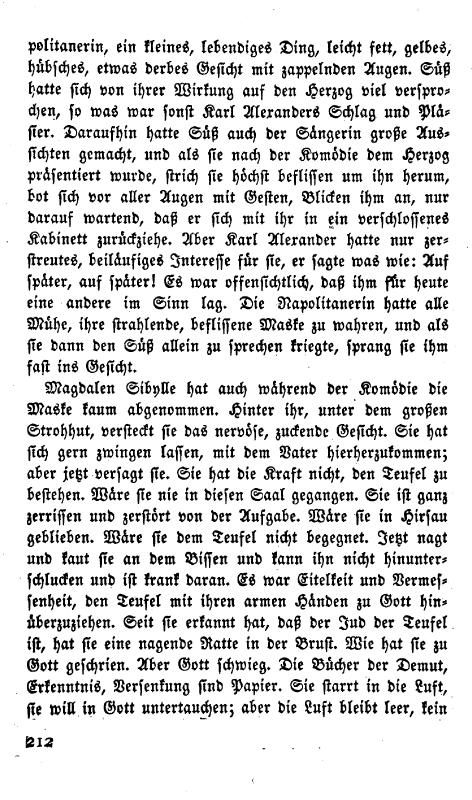 politanerin, ein kleines, lebendiges Ding, leicht fett, gelbes,
hübsches, etwas derbes Gesicht mit zappelnden Augen. Süß
hatte sich von ihrer Wirkung auf den Herzog viel verspro-
chen, so was war sonst Karl Alexanders Schlag und Plä-
sier. Daraufhin hatte Süß auch der Sängerin große Aus-
sichten gemacht, und als sie nach der Komödie dem Herzog
präsentiert wurde, strich sie höchst beflissen um ihn herum,
bot sich vor aller Augen mit Gesten, Blicken ihm an, nur
darauf wartend, daß er sich mit ihr in ein verschlossenes
Kabinett zurückziehe. Aber Karl Alexander hatte nur zer-
streutes, beiläufiges Interesse für sie, er sagte was wie: Auf
später, auf später! Es war offensichtlich, daß ihm für heute
eine andere im Sinn lag. Die Napolitanerin hatte alle
Mühe, ihre strahlende, beflissene Maske zu wahren, und als
sie dann den Süß allein zu sprechen kriegte, sprang sie ihm
fast ins Gesicht.
Magdalen Sibylle hat auch während der Komödie die
Maske kaum abgenommen. Hinter ihr, unter dem großen
Strohhut, versteckt sie das nervöse, zuckende Gesicht. Sie hat
sich gern zwingen lassen, mit dem Vater hierherzukommen;
aber jetzt versagt sie. Sie hat die Kraft nicht, den Teufel zu
bestehen. Wäre sie nie in diesen Saal gegangen. Sie ist ganz
zerrissen und zerstört von der Aufgabe. Wäre sie in Hirsau
geblieben. Wäre sie dem Teufel nicht begegnet. Jetzt nagt
und kaut sie an dem Bissen und kann ihn nicht hinunter-
schlucken und ist krank daran. Es war Eitelkeit und Vermes-
senheit, den Teufel mit ihren armen Händen zu Gott hin-
überzuziehen. Seit sie erkannt hat, daß der Jud der Teufel
ist, hat sie eine nagende Ratte in der Brust. Wie hat sie zu
Gott geschrien. Aber Gott schwieg. Die Bücher der Demut,
Erkenntnis, Versenkung sind Papier. Sie starrt in die Luft,
sie will in Gott untertauchen; aber die Luft bleibt leer, kein
212